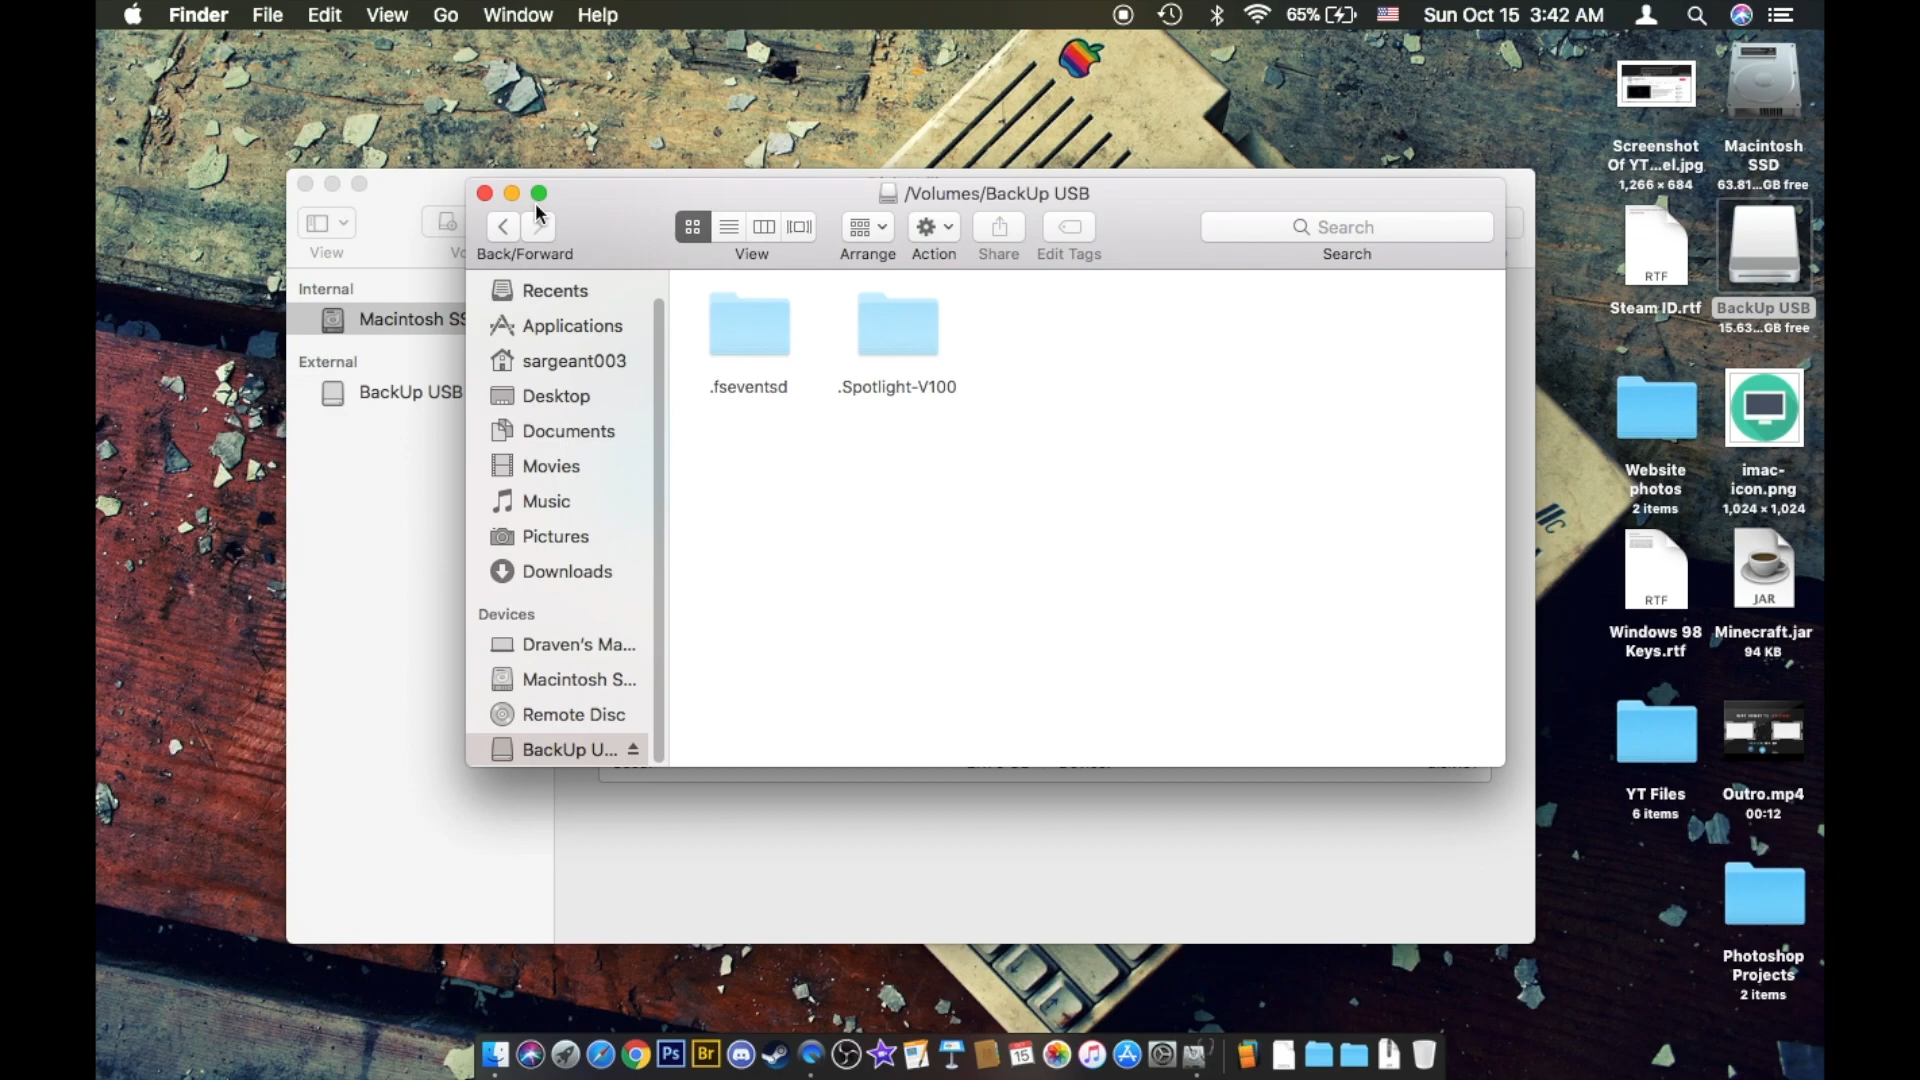 Finder File Edit View Go Window Help 65% Sun Oct 15 3:42 AM
/Volumes/BackUp USB
Back/Forward View Arrange Action Share Edit Tags Search
Search
View
Internal
Macintosh SS
External
BackUp USB
Recents
Applications
sargeant003
Desktop
Documents
Movies
Music
Pictures
Downloads
Devices
Draven's Ma...
Macintosh S...
Remote Disc
BackUp U...
.fseventsd
.Spotlight-V100
Screenshot
Of YT...el.jpg
1,266 × 684
Macintosh
SSD
63.81...GB free
RTF
Steam ID.rtf
BackUp USB
15.63...GB free
Website
photos
2 items
imac-
icon.png
1,024 × 1,024
RTF
Windows 98
Keys.rtf
JAR
Minecraft.jar
94 KB
YT Files
6 items
Outro.mp4
00:12
Photoshop
Projects
2 items
Ps
Br
15